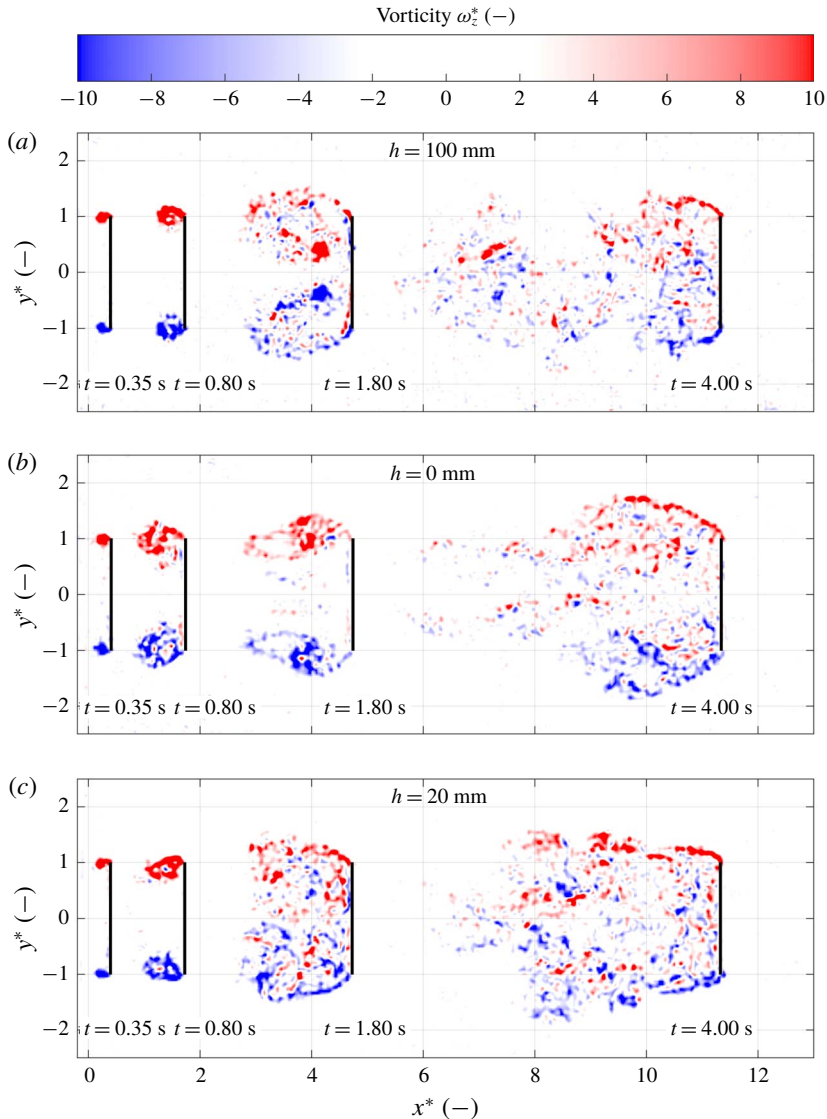 Vorticity ω*z (−)
−10 −8 −6 −4 −2 0 2 4 6 8 10
(a)
h = 100 mm
2
1
0
−1
−2
y* (−)
t = 0.35 s t = 0.80 s t = 1.80 s t = 4.00 s
(b)
h = 0 mm
2
1
0
−1
−2
y* (−)
t = 0.35 s t = 0.80 s t = 1.80 s t = 4.00 s
(c)
h = 20 mm
2
1
0
−1
−2
y* (−)
t = 0.35 s t = 0.80 s t = 1.80 s t = 4.00 s
0 2 4 6 8 10 12
x* (−)